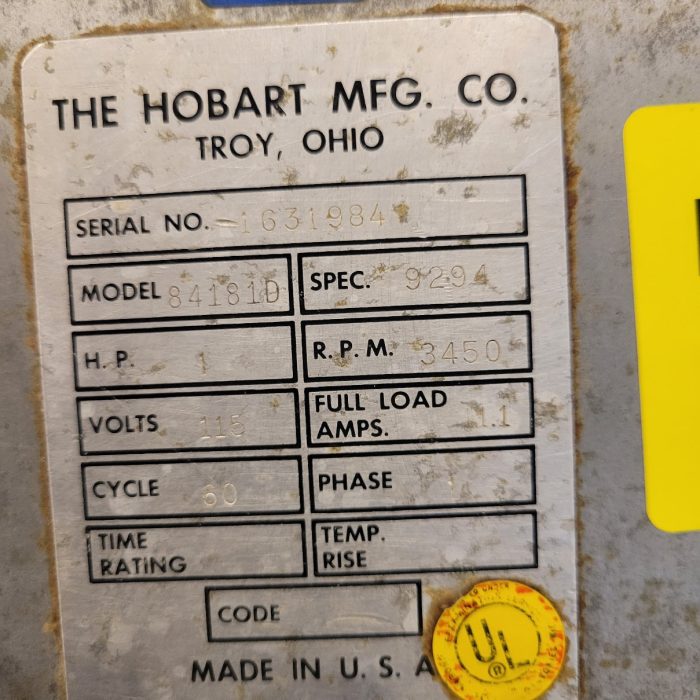 THE HOBART MFG. CO.
TROY, OHIO
SERIAL NO. 1631984
MODEL 84181D SPEC. 9294
H. P. 1 R. P. M. 3450
VOLTS 115 FULL LOAD AMPS. 11
CYCLE 60 PHASE 1
TIME RATING TEMP. RISE
CODE
MADE IN U. S. A
UL
®